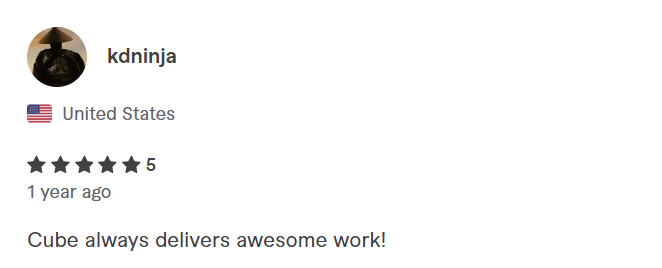 kdninja
United States
5
1 year ago
Cube always delivers awesome work!